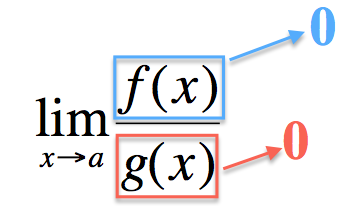 f(x) 0
lim
x→a
g(x) 0